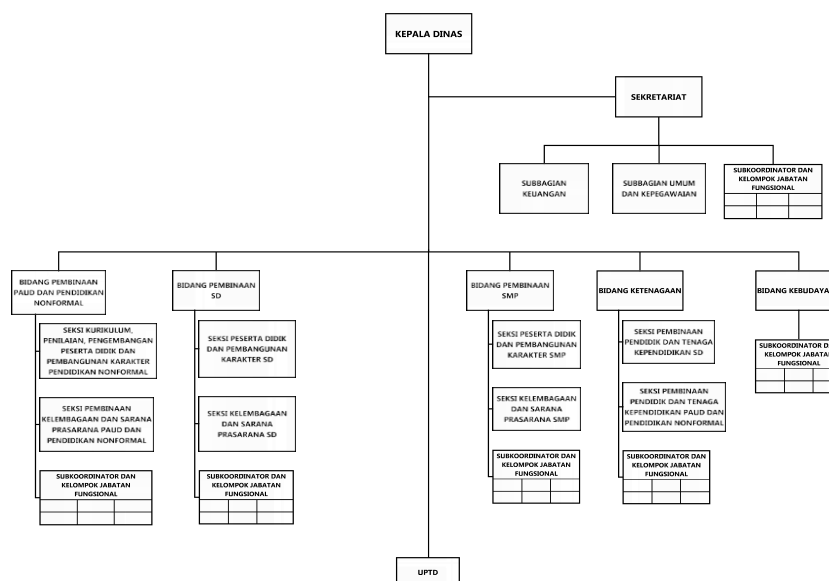 KEPALA DINAS
SEKRETARIAT
SUBBAGIAN
KEUANGAN
SUBBAGIAN UMUM
DAN KEPEGAWAIAN
SUBKOORDINATOR DAN
KELOMPOK JABATAN
FUNGSIONAL
BIDANG PEMBINAAN
PAUD DAN PENDIDIKAN
NONFORMAL
SEKSI KURIKULUM,
PENILAIAN, PENGEMBANGAN
PESERTA DIDIK DAN
PEMBANGUNAN KARAKTER
PENDIDIKAN NONFORMAL
SEKSI PEMBINAAN
KELEMBAGAAN DAN SARANA
PRASARANA PAUD DAN
PENDIDIKAN NONFORMAL
SUBKOORDINATOR DAN
KELOMPOK JABATAN
FUNGSIONAL
BIDANG PEMBINAAN
SD
SEKSI PESERTA DIDIK
DAN PEMBANGUNAN
KARAKTER SD
SEKSI KELEMBAGAAN
DAN SARANA
PRASARANA SD
SUBKOORDINATOR DAN
KELOMPOK JABATAN
FUNGSIONAL
BIDANG PEMBINAAN
SMP
SEKSI PESERTA DIDIK
DAN PEMBANGUNAN
KARAKTER SMP
SEKSI KELEMBAGAAN
DAN SARANA
PRASARANA SMP
SUBKOORDINATOR DAN
KELOMPOK JABATAN
FUNGSIONAL
BIDANG KETENAGAAN
SEKSI PEMBINAAN
PENDIDIK DAN TENAGA
KEPENDIDIKAN SD
SEKSI PEMBINAAN
PENDIDIK DAN TENAGA
KEPENDIDIKAN PAUD DAN
PENDIDIKAN NONFORMAL
SUBKOORDINATOR DAN
KELOMPOK JABATAN
FUNGSIONAL
BIDANG KEBUDAYA
SUBKOORDINATOR DA
KELOMPOK JABATAN
FUNGSIONAL
UPTD